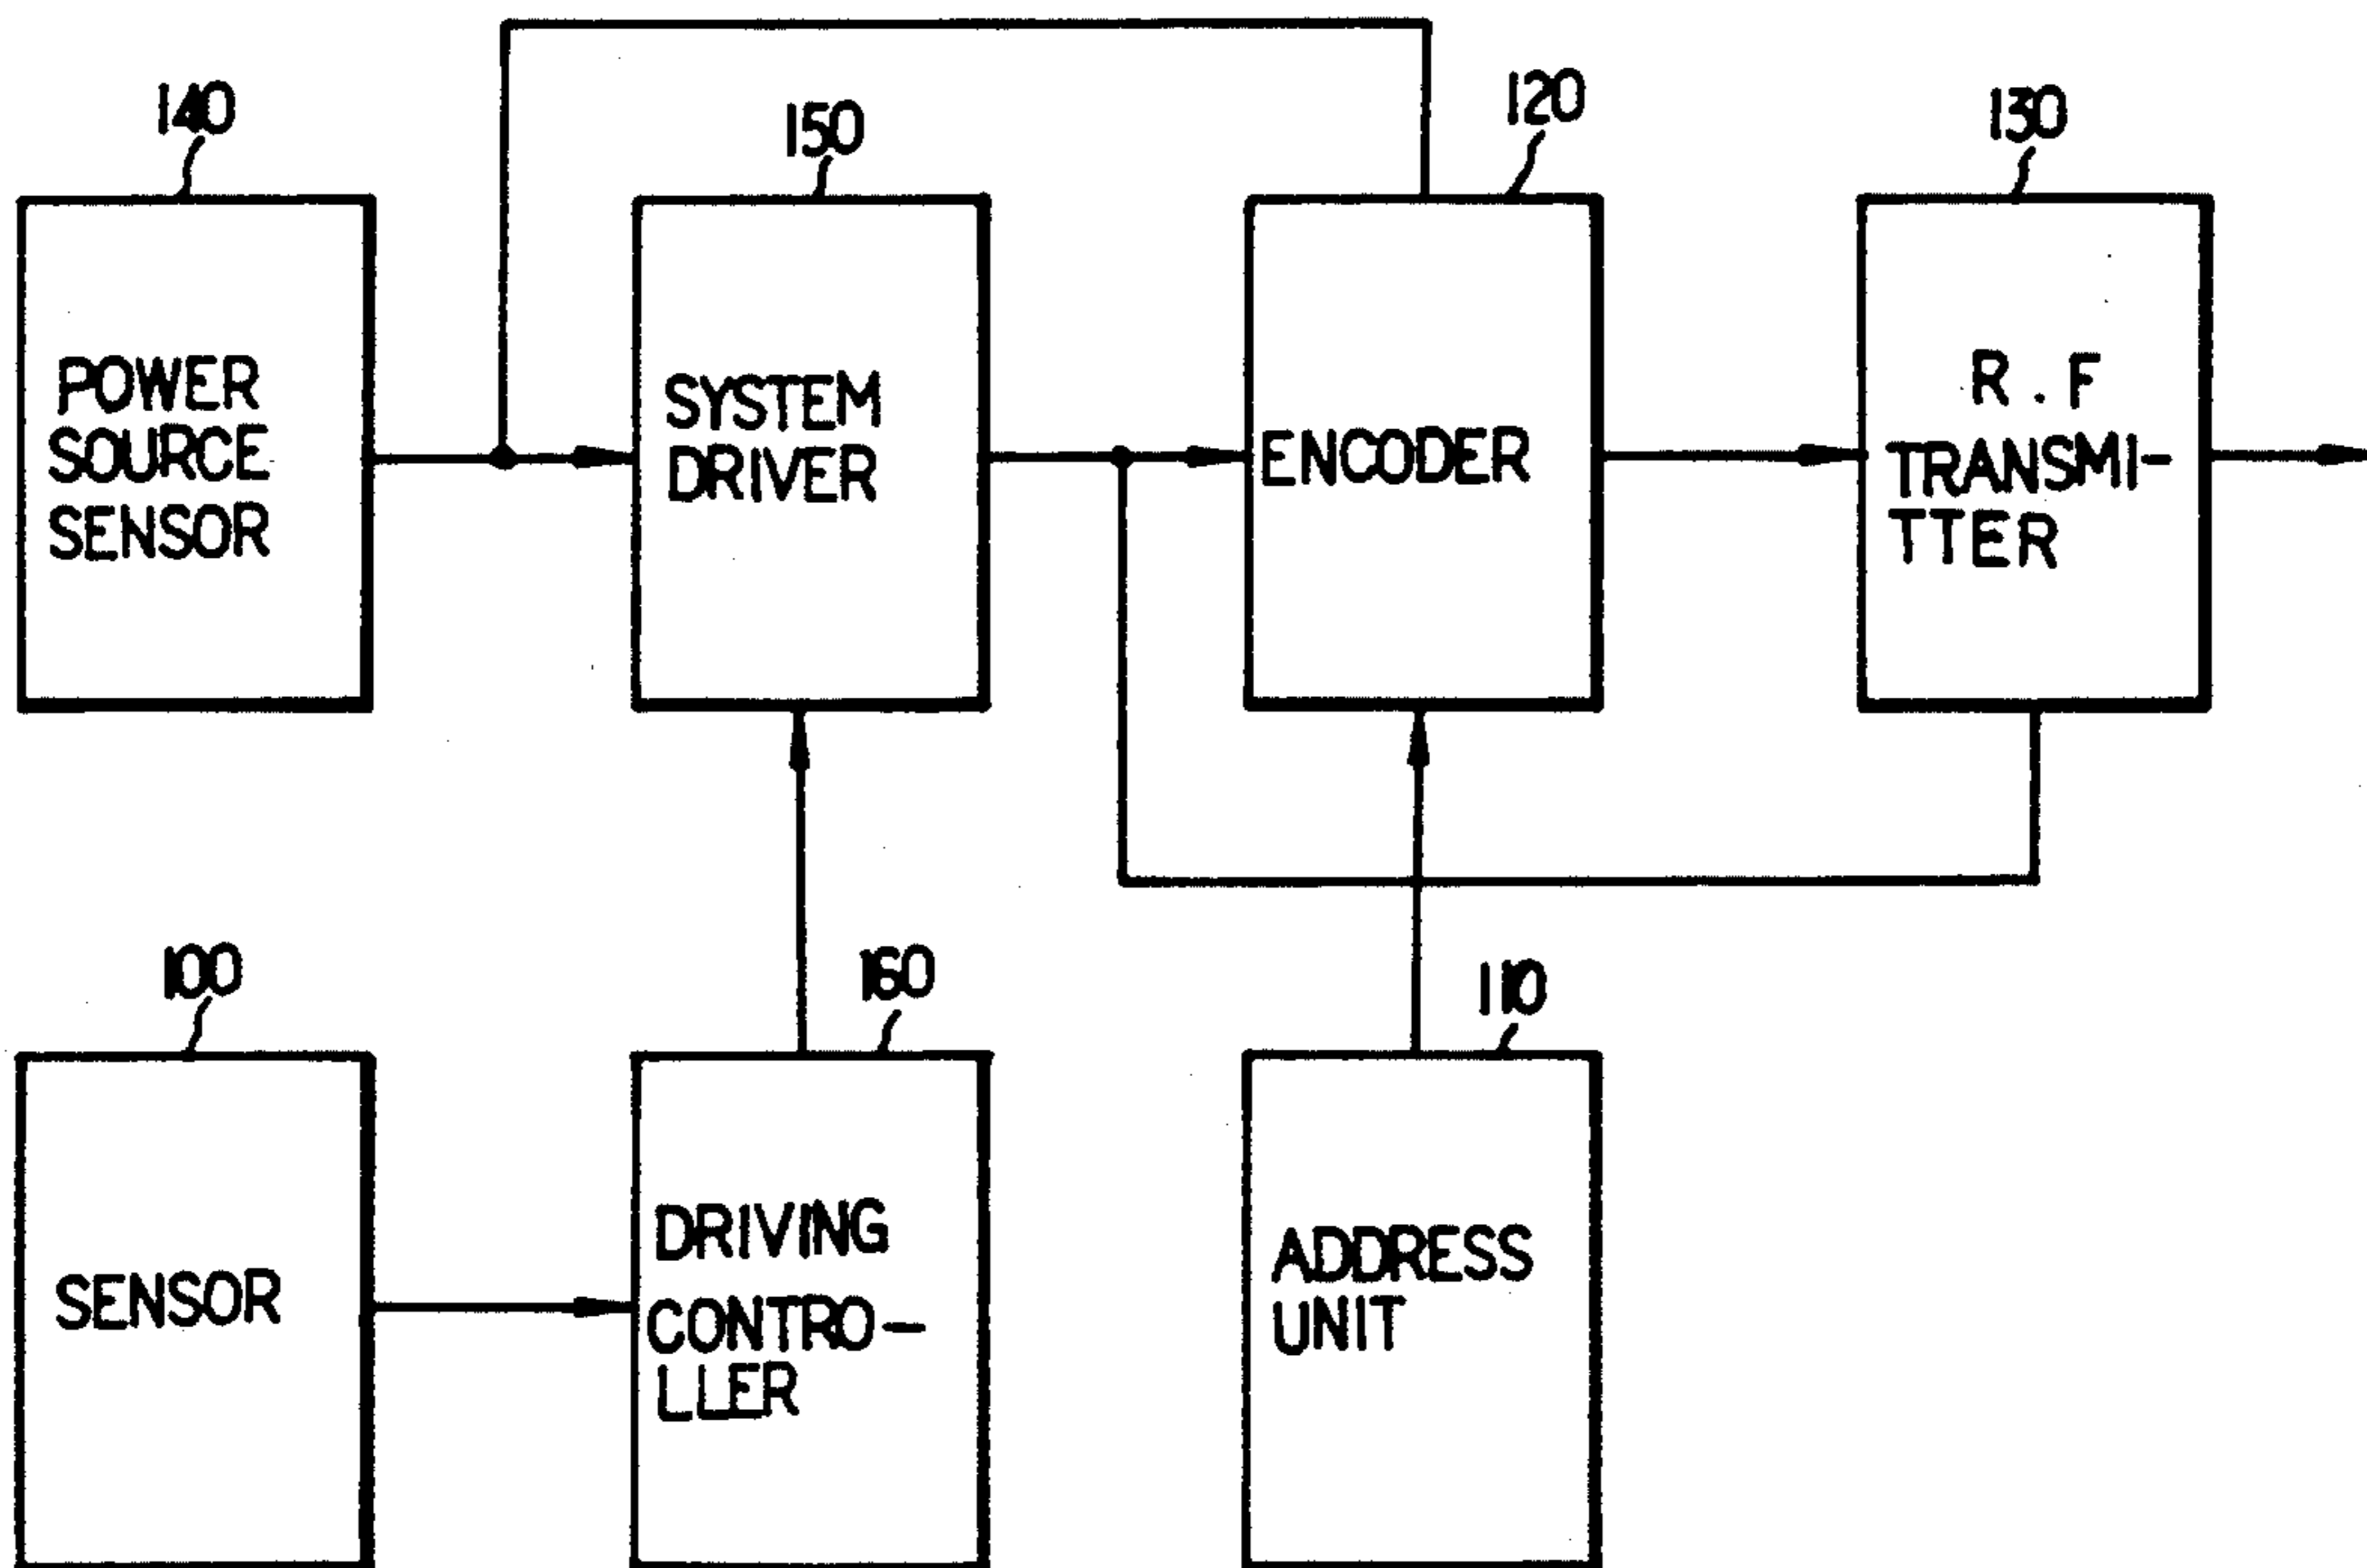 140
150
120
130
POWER
SOURCE
SENSOR
SYSTEM
DRIVER
ENCODER
R.F
TRANSMI-
TTER
100
160
110
SENSOR
DRIVING
CONTRO-
LLER
ADDRESS
UNIT